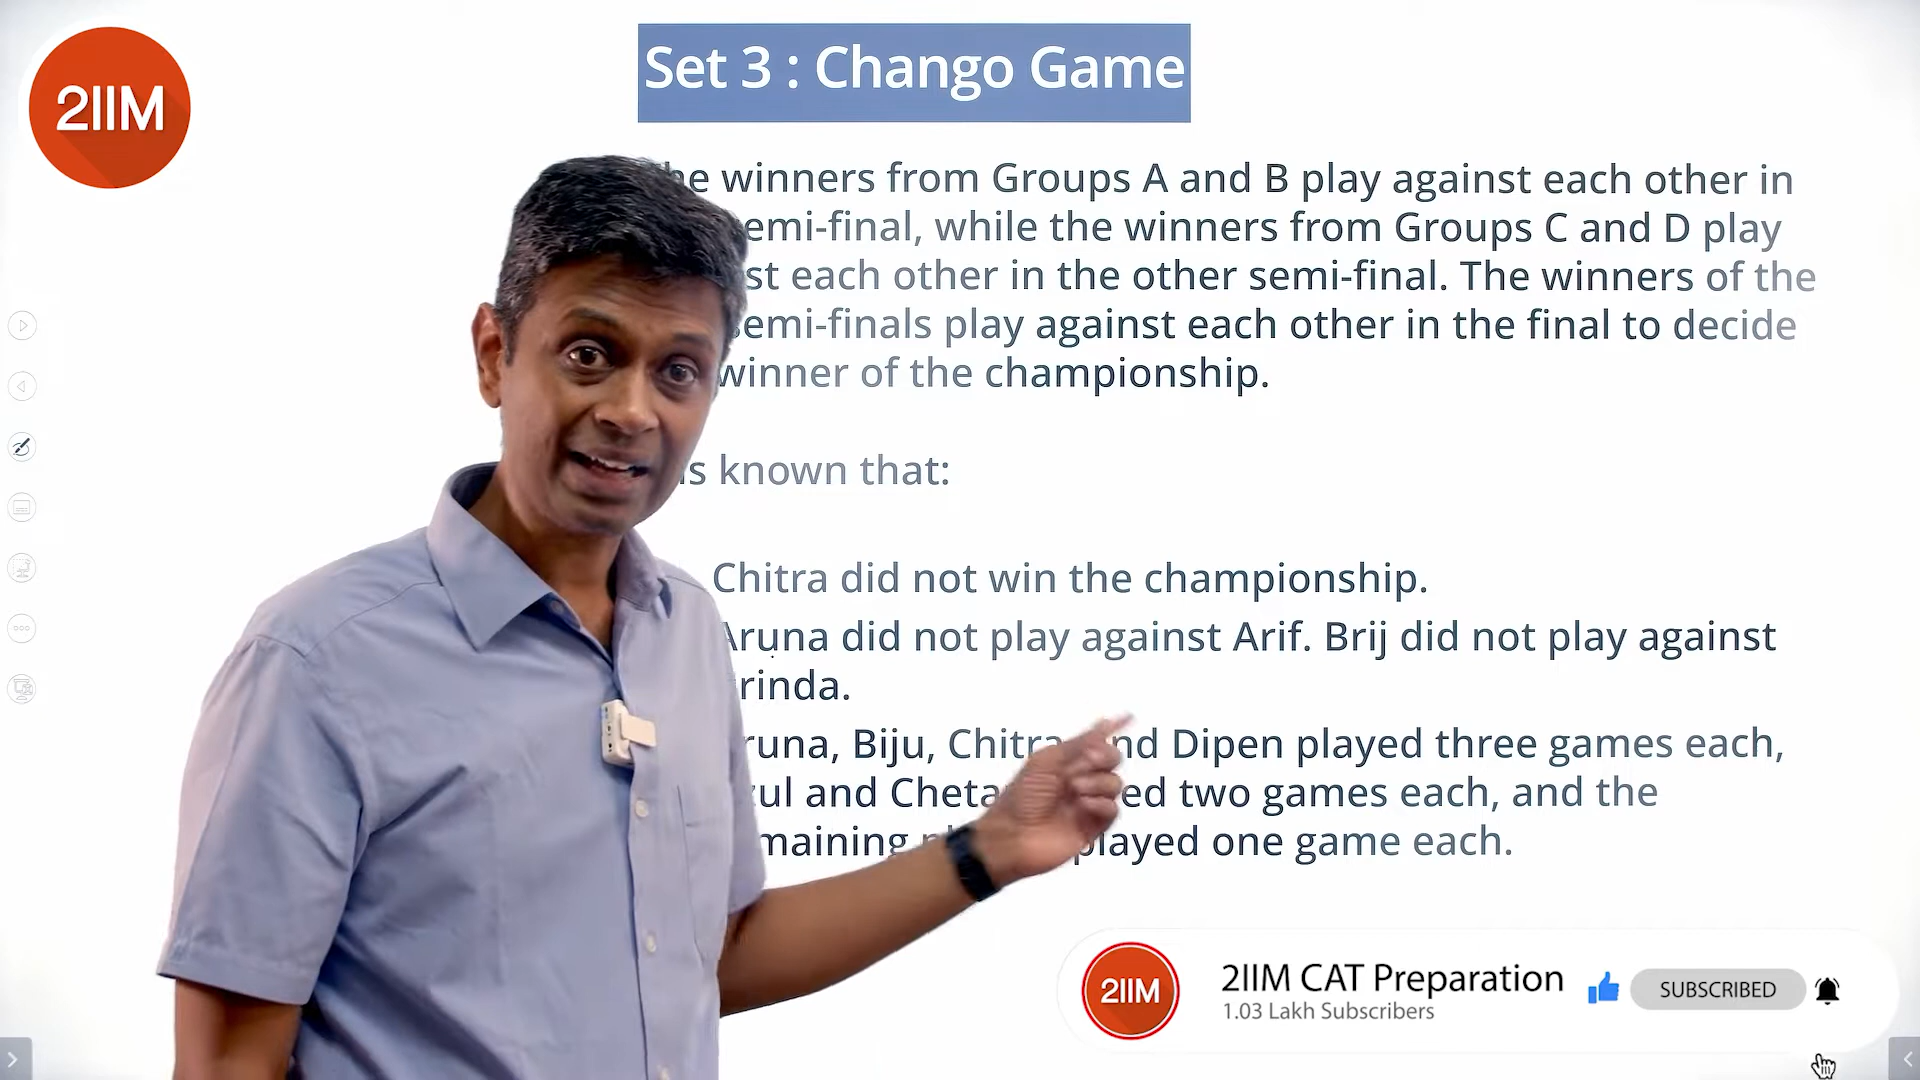 Set 3 : Chango Game
2IIM
he winners from Groups A and B play against each other in
emi-final, while the winners from Groups C and D play
st each other in the other semi-final. The winners of the
semi-finals play against each other in the final to decide
winner of the championship.
s known that:
Chitra did not win the championship.
Aruna did not play against Arif. Brij did not play against
rinda.
runa, Biju, Chitra nd Dipen played three games each,
zul and Cheta ed two games each, and the
maining played one game each.
2IIM
2IIM CAT Preparation
1.03 Lakh Subscribers
SUBSCRIBED